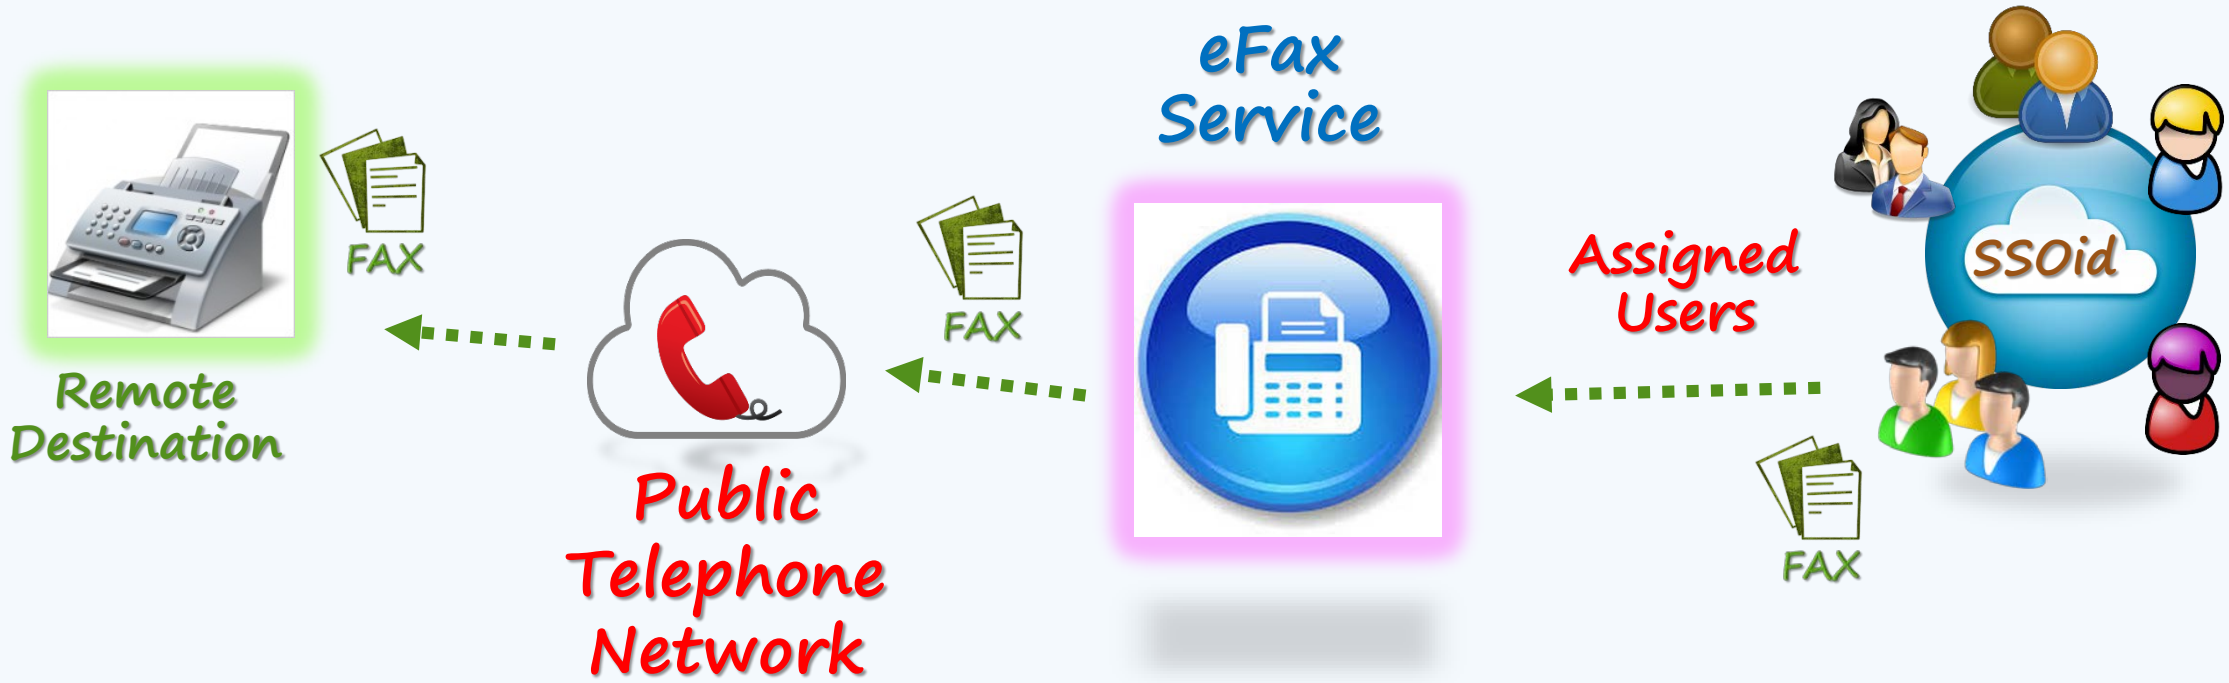 eFax
Service
FAX
Remote
Destination
FAX
Public
Telephone
Network
Assigned
Users
SSOid
FAX